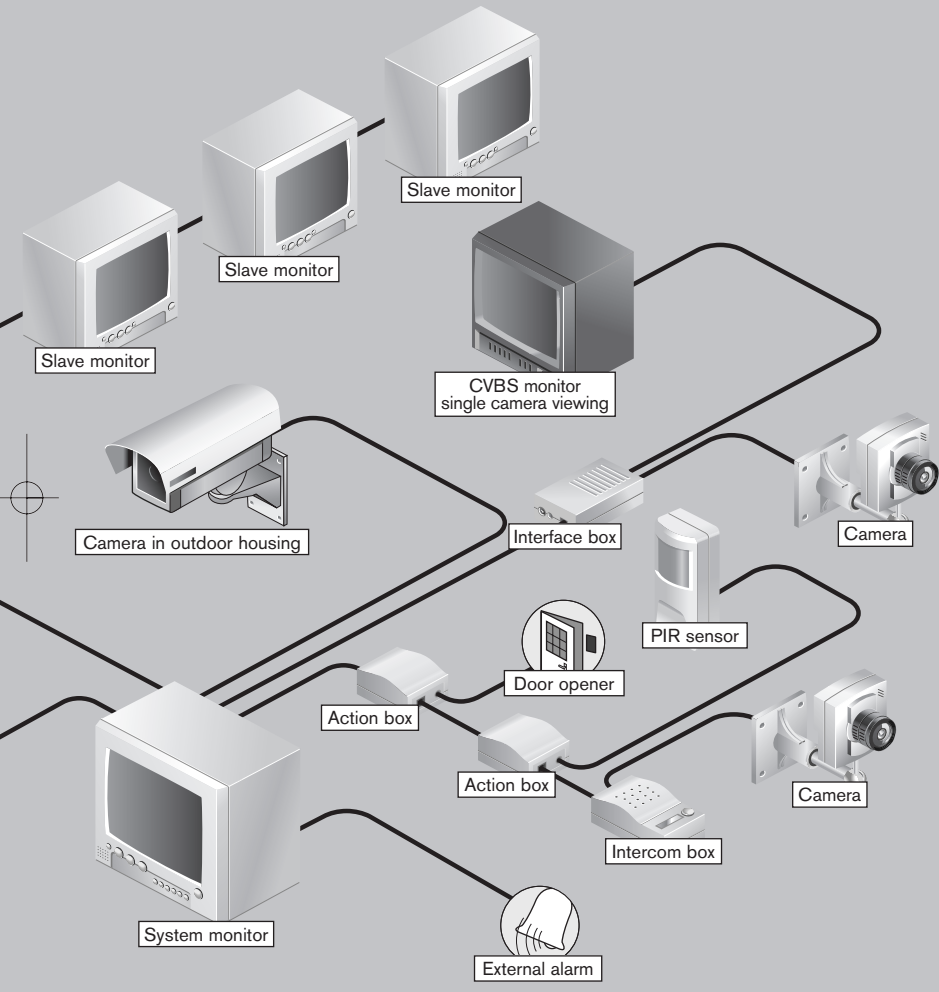 Slave monitor
Slave monitor
Slave monitor
CVBS monitor
single camera viewing
Camera in outdoor housing
Interface box
Camera
PIR sensor
Door opener
Action box
Action box
Camera
Intercom box
System monitor
External alarm